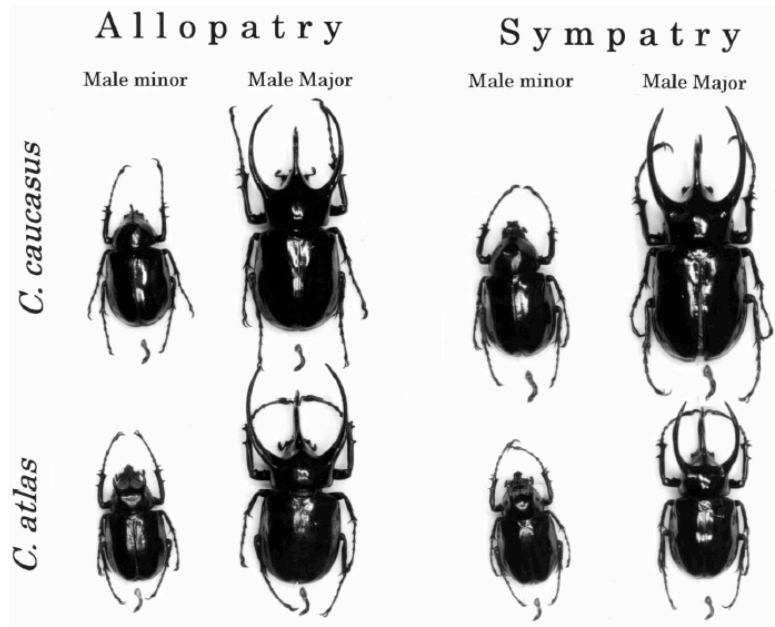 Allopatry
Sympatry
Male minor
Male Major
Male minor
Male Major
C. caucasus
C. atlas